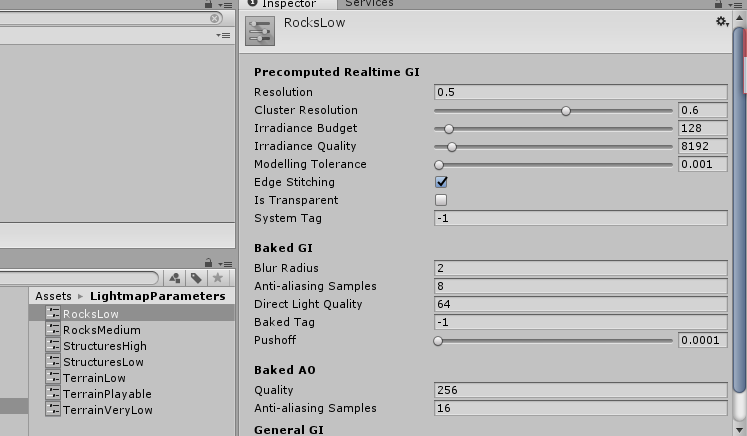 Inspector Services
RocksLow
Precomputed Realtime GI
Resolution 0.5
Cluster Resolution 0.6
Irradiance Budget 128
Irradiance Quality 8192
Modelling Tolerance 0.001
Edge Stitching
Is Transparent
System Tag -1
Baked GI
Blur Radius 2
Anti-aliasing Samples 8
Direct Light Quality 64
Baked Tag -1
Pushoff 0.0001
Baked AO
Quality 256
Anti-aliasing Samples 16
General GI
Assets LightmapParameters
RocksLow
RocksMedium
StructuresHigh
StructuresLow
TerrainLow
TerrainPlayable
TerrainVeryLow